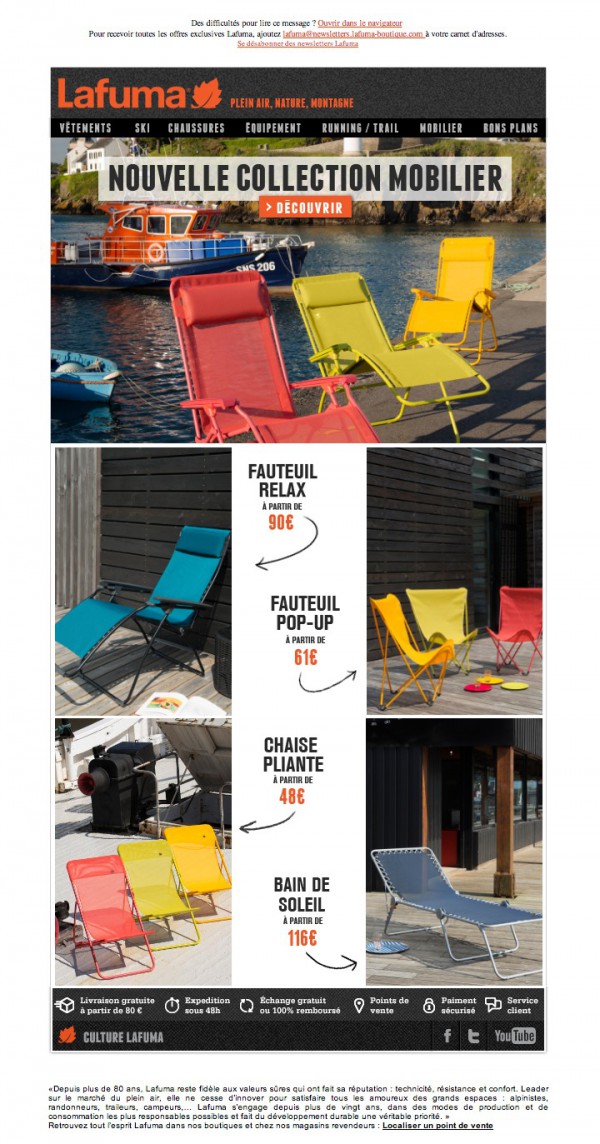 Des difficultés pour lire ce message ? Ouvrir dans le navigateur
Pour recevoir toutes les offres exclusives Lafuma, ajoutez lafuma@newsletters.lafuma-boutique.com à votre carnet d'adresses.
Se désabonner des newsletters Lafuma
Lafuma PLEIN AIR, NATURE, MONTAGNE
VÊTEMENTS SKI CHAUSSURES ÉQUIPEMENT RUNNING / TRAIL MOBILIER BONS PLANS
NOUVELLE COLLECTION MOBILIER
> DÉCOUVRIR
SNS 206
FAUTEUIL
RELAX
À PARTIR DE
90€
FAUTEUIL
POP-UP
À PARTIR DE
61€
CHAISE
PLIANTE
À PARTIR DE
48€
BAIN DE
SOLEIL
À PARTIR DE
116€
Livraison gratuite
à partir de 80 €
Expedition
sous 48h
Échange gratuit
ou 100% remboursé
Points de
vente
Paiment
sécurisé
Service
client
CULTURE LAFUMA
YouTube
«Depuis plus de 80 ans, Lafuma reste fidèle aux valeurs sûres qui ont fait sa réputation : technicité, résistance et confort. Leader
sur le marché du plein air, elle ne cesse d'innover pour satisfaire tous les amoureux des grands espaces : alpinistes,
randonneurs, traileurs, campeurs,... Lafuma s'engage depuis plus de vingt ans, dans des modes de production et de
consommation les plus responsables possibles et fait du développement durable une véritable priorité. »
Retrouvez tout l'esprit Lafuma dans nos boutiques et chez nos magasins revendeurs : Localiser un point de vente